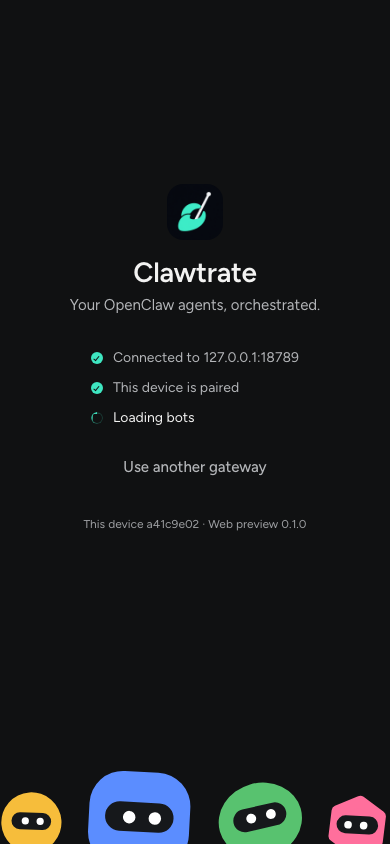 Clawtrate
Your OpenClaw agents, orchestrated.
Connected to 127.0.0.1:18789
This device is paired
Loading bots
Use another gateway
This device a41c9e02 · Web preview 0.1.0